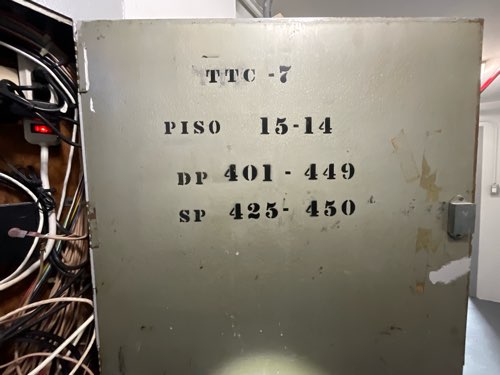 TTC -7
PISO 15-14
DP 401 - 449
SP 425- 450